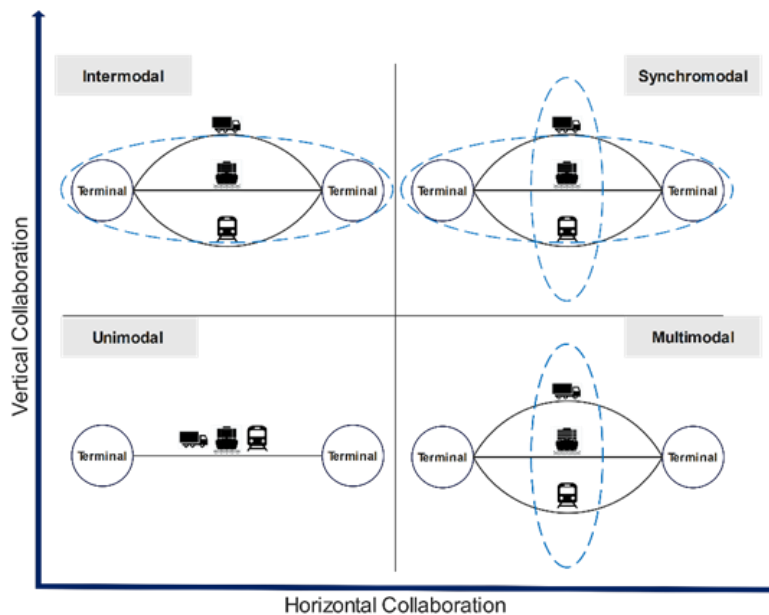 Intermodal
Synchromodal
Terminal
Terminal
Terminal
Terminal
Vertical Collaboration
Unimodal
Multimodal
Terminal
Terminal
Terminal
Terminal
Horizontal Collaboration